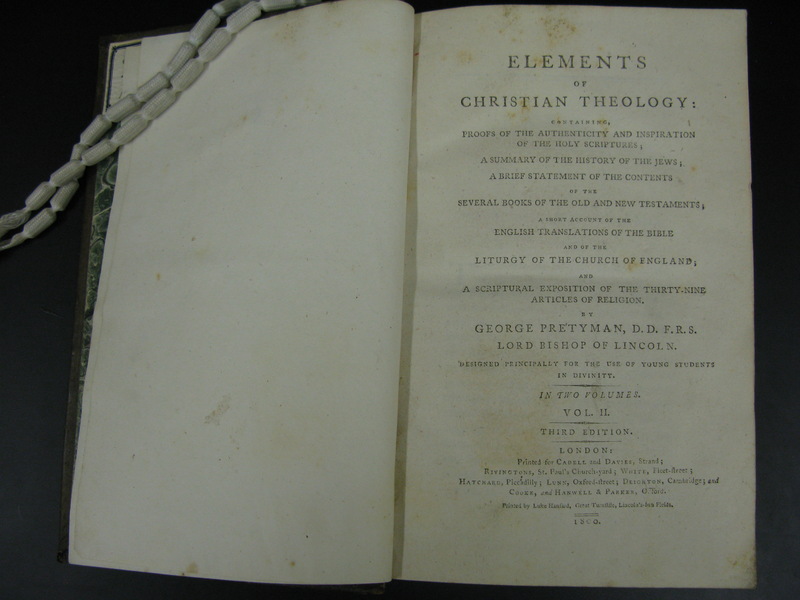 ELEMENTS
OF
CHRISTIAN THEOLOGY:
CONTAINING,
PROOFS OF THE AUTHENTICITY AND INSPIRATION
OF THE HOLY SCRIPTURES;
A SUMMARY OF THE HISTORY OF THE JEWS;
A BRIEF STATEMENT OF THE CONTENTS
OF THE
SEVERAL BOOKS OF THE OLD AND NEW TESTAMENTS;
A SHORT ACCOUNT OF THE
ENGLISH TRANSLATIONS OF THE BIBLE
AND OF THE
LITURGY OF THE CHURCH OF ENGLAND;
AND
A SCRIPTURAL EXPOSITION OF THE THIRTY-NINE
ARTICLES OF RELIGION.
BY
GEORGE PRETYMAN, D.D. F.R.S.
LORD BISHOP OF LINCOLN.
DESIGNED PRINCIPALLY FOR THE USE OF YOUNG STUDENTS
IN DIVINITY.
IN TWO VOLUMES.
VOL. II.
THIRD EDITION.
LONDON:
Printed for CADELL and DAVIES, Strand;
RIVINGTONS, St. Paul's Church-yard; WHITE, Fleet-street;
HATCHARD, Piccadilly; LUNN, Oxford-street; DEIGHTON, Cambridge; and
COOKE, and HANWELL & PARKER, Oxford.
Printed by Luke Hansard, Great Turnstile, Lincoln's-Inn Fields.
1800.